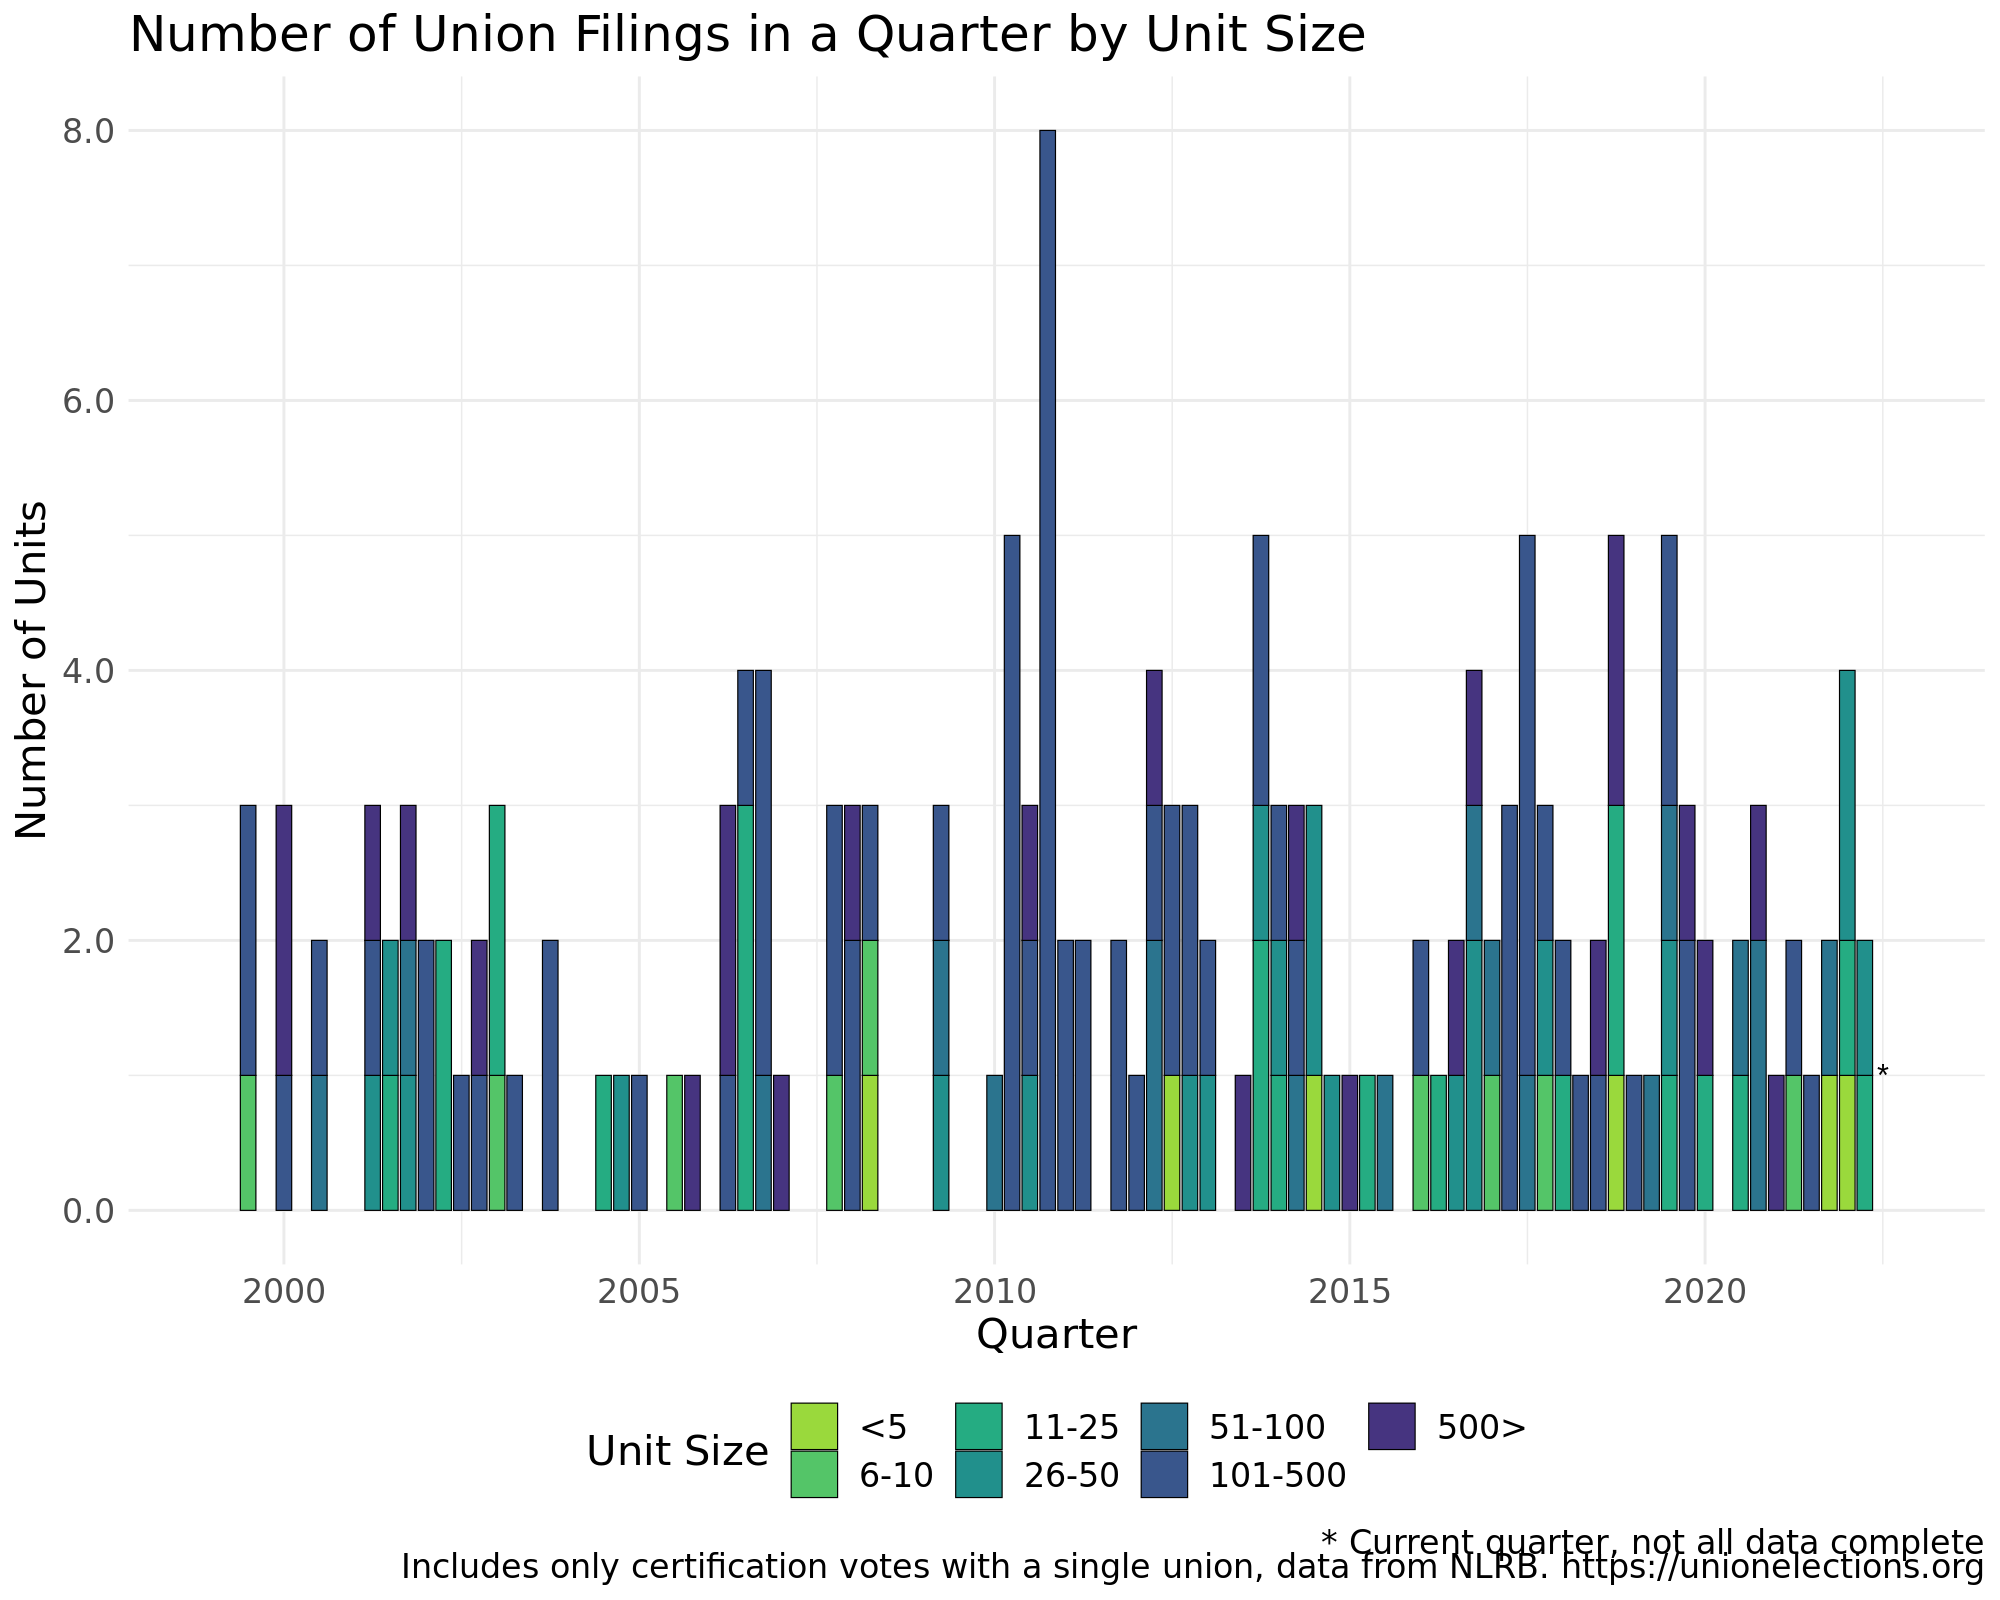 Number of Union Filings in a Quarter by Unit Size
8.0
6.0
4.0
2.0
0.0
Number of Units
*
2000 2005 2010 2015 2020
Quarter
Unit Size
<5 11-25 51-100 500>
6-10 26-50 101-500
* Current quarter, not all data complete
Includes only certification votes with a single union, data from NLRB. https://unionelections.org